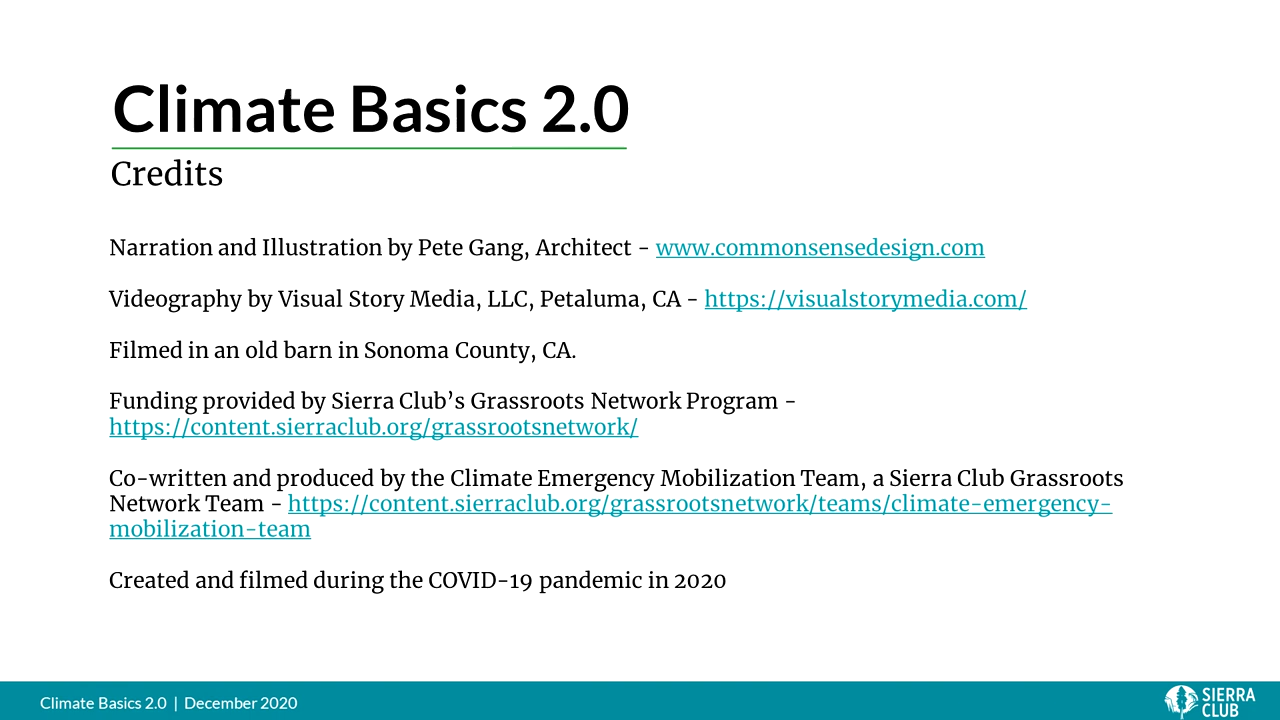 Climate Basics 2.0
Credits
Narration and Illustration by Pete Gang, Architect - www.commonsensedesign.com
Videography by Visual Story Media, LLC, Petaluma, CA - https://visualstorymedia.com/
Filmed in an old barn in Sonoma County, CA.
Funding provided by Sierra Club’s Grassroots Network Program -
https://content.sierraclub.org/grassrootsnetwork/
Co-written and produced by the Climate Emergency Mobilization Team, a Sierra Club Grassroots
Network Team - https://content.sierraclub.org/grassrootsnetwork/teams/climate-emergency-
mobilization-team
Created and filmed during the COVID-19 pandemic in 2020
Climate Basics 2.0 | December 2020
SIERRA
CLUB